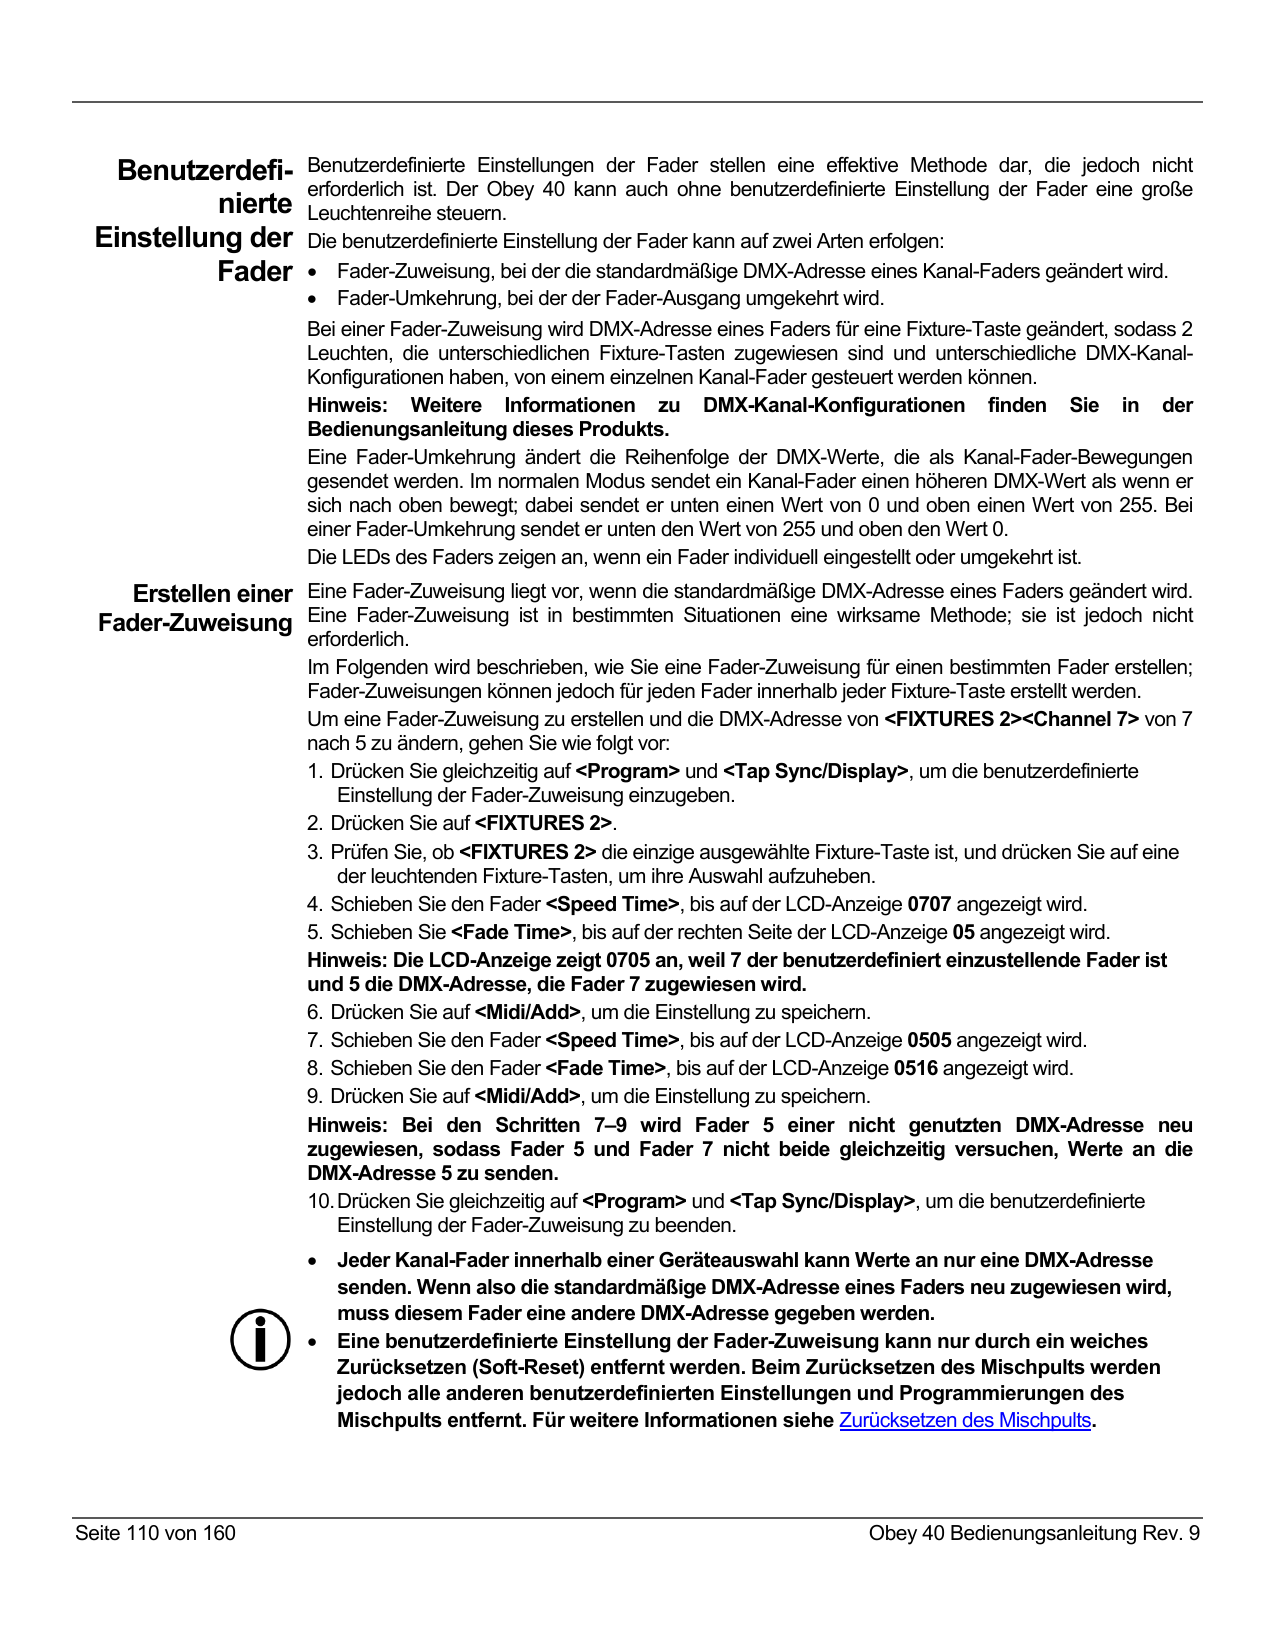 Benutzerdefi-
nierte
Einstellung der
Fader
Benutzerdefinierte Einstellungen der Fader stellen eine effektive Methode dar, die jedoch nicht
erforderlich ist. Der Obey 40 kann auch ohne benutzerdefinierte Einstellung der Fader eine große
Leuchtenreihe steuern.
Die benutzerdefinierte Einstellung der Fader kann auf zwei Arten erfolgen:
• Fader-Zuweisung, bei der die standardmäßige DMX-Adresse eines Kanal-Faders geändert wird.
• Fader-Umkehrung, bei der der Fader-Ausgang umgekehrt wird.
Bei einer Fader-Zuweisung wird DMX-Adresse eines Faders für eine Fixture-Taste geändert, sodass 2
Leuchten, die unterschiedlichen Fixture-Tasten zugewiesen sind und unterschiedliche DMX-Kanal-
Konfigurationen haben, von einem einzelnen Kanal-Fader gesteuert werden können.
Hinweis: Weitere Informationen zu DMX-Kanal-Konfigurationen finden Sie in der
Bedienungsanleitung dieses Produkts.
Eine Fader-Umkehrung ändert die Reihenfolge der DMX-Werte, die als Kanal-Fader-Bewegungen
gesendet werden. Im normalen Modus sendet ein Kanal-Fader einen höheren DMX-Wert als wenn er
sich nach oben bewegt; dabei sendet er unten einen Wert von 0 und oben einen Wert von 255. Bei
einer Fader-Umkehrung sendet er unten den Wert von 255 und oben den Wert 0.
Die LEDs des Faders zeigen an, wenn ein Fader individuell eingestellt oder umgekehrt ist.
Erstellen einer
Fader-Zuweisung
Eine Fader-Zuweisung liegt vor, wenn die standardmäßige DMX-Adresse eines Faders geändert wird.
Eine Fader-Zuweisung ist in bestimmten Situationen eine wirksame Methode; sie ist jedoch nicht
erforderlich.
Im Folgenden wird beschrieben, wie Sie eine Fader-Zuweisung für einen bestimmten Fader erstellen;
Fader-Zuweisungen können jedoch für jeden Fader innerhalb jeder Fixture-Taste erstellt werden.
Um eine Fader-Zuweisung zu erstellen und die DMX-Adresse von <FIXTURES 2><Channel 7> von 7
nach 5 zu ändern, gehen Sie wie folgt vor:
1. Drücken Sie gleichzeitig auf <Program> und <Tap Sync/Display>, um die benutzerdefinierte
Einstellung der Fader-Zuweisung einzugeben.
2. Drücken Sie auf <FIXTURES 2>.
3. Prüfen Sie, ob <FIXTURES 2> die einzige ausgewählte Fixture-Taste ist, und drücken Sie auf eine
der leuchtenden Fixture-Tasten, um ihre Auswahl aufzuheben.
4. Schieben Sie den Fader <Speed Time>, bis auf der LCD-Anzeige 0707 angezeigt wird.
5. Schieben Sie <Fade Time>, bis auf der rechten Seite der LCD-Anzeige 05 angezeigt wird.
Hinweis: Die LCD-Anzeige zeigt 0705 an, weil 7 der benutzerdefiniert einzustellende Fader ist
und 5 die DMX-Adresse, die Fader 7 zugewiesen wird.
6. Drücken Sie auf <Midi/Add>, um die Einstellung zu speichern.
7. Schieben Sie den Fader <Speed Time>, bis auf der LCD-Anzeige 0505 angezeigt wird.
8. Schieben Sie den Fader <Fade Time>, bis auf der LCD-Anzeige 0516 angezeigt wird.
9. Drücken Sie auf <Midi/Add>, um die Einstellung zu speichern.
Hinweis: Bei den Schritten 7–9 wird Fader 5 einer nicht genutzten DMX-Adresse neu
zugewiesen, sodass Fader 5 und Fader 7 nicht beide gleichzeitig versuchen, Werte an die
DMX-Adresse 5 zu senden.
10. Drücken Sie gleichzeitig auf <Program> und <Tap Sync/Display>, um die benutzerdefinierte
Einstellung der Fader-Zuweisung zu beenden.
• Jeder Kanal-Fader innerhalb einer Geräteauswahl kann Werte an nur eine DMX-Adresse
senden. Wenn also die standardmäßige DMX-Adresse eines Faders neu zugewiesen wird,
muss diesem Fader eine andere DMX-Adresse gegeben werden.
• Eine benutzerdefinierte Einstellung der Fader-Zuweisung kann nur durch ein weiches
Zurücksetzen (Soft-Reset) entfernt werden. Beim Zurücksetzen des Mischpults werden
jedoch alle anderen benutzerdefinierten Einstellungen und Programmierungen des
Mischpults entfernt. Für weitere Informationen siehe Zurücksetzen des Mischpults.
Seite 110 von 160
Obey 40 Bedienungsanleitung Rev. 9